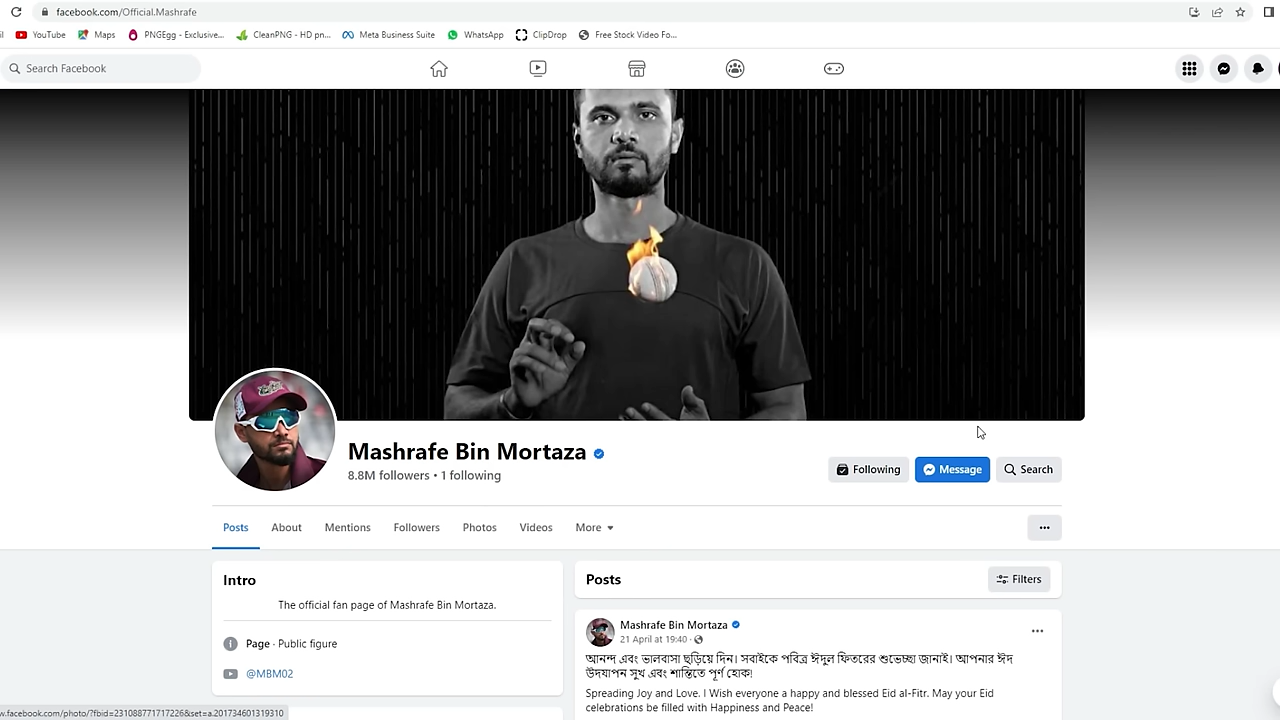 facebook.com/Official.Mashrafe
YouTube Maps PNGEgg - Exclusive... CleanPNG - HD pn... Meta Business Suite WhatsApp ClipDrop Free Stock Video Fo...
Search Facebook
Mashrafe Bin Mortaza
8.8M followers • 1 following
Following Message Search
Posts About Mentions Followers Photos Videos More
Intro
The official fan page of Mashrafe Bin Mortaza.
Page · Public figure
@MBM02
Posts
Filters
Mashrafe Bin Mortaza
21 April at 19:40 ·
আনন্দ এবং ভালবাসা ছড়িয়ে দিন। সবাইকে পবিত্র ঈদুল ফিতরের শুভেচ্ছা জানাই। আপনার ঈদ
উদযাপন সুখ এবং শান্তিতে পূর্ণ হোক!
Spreading Joy and Love. I Wish everyone a happy and blessed Eid al-Fitr. May your Eid
celebrations be filled with Happiness and Peace!
w.facebook.com/photo/?fbid=231088771717226&set=a.201734601319310